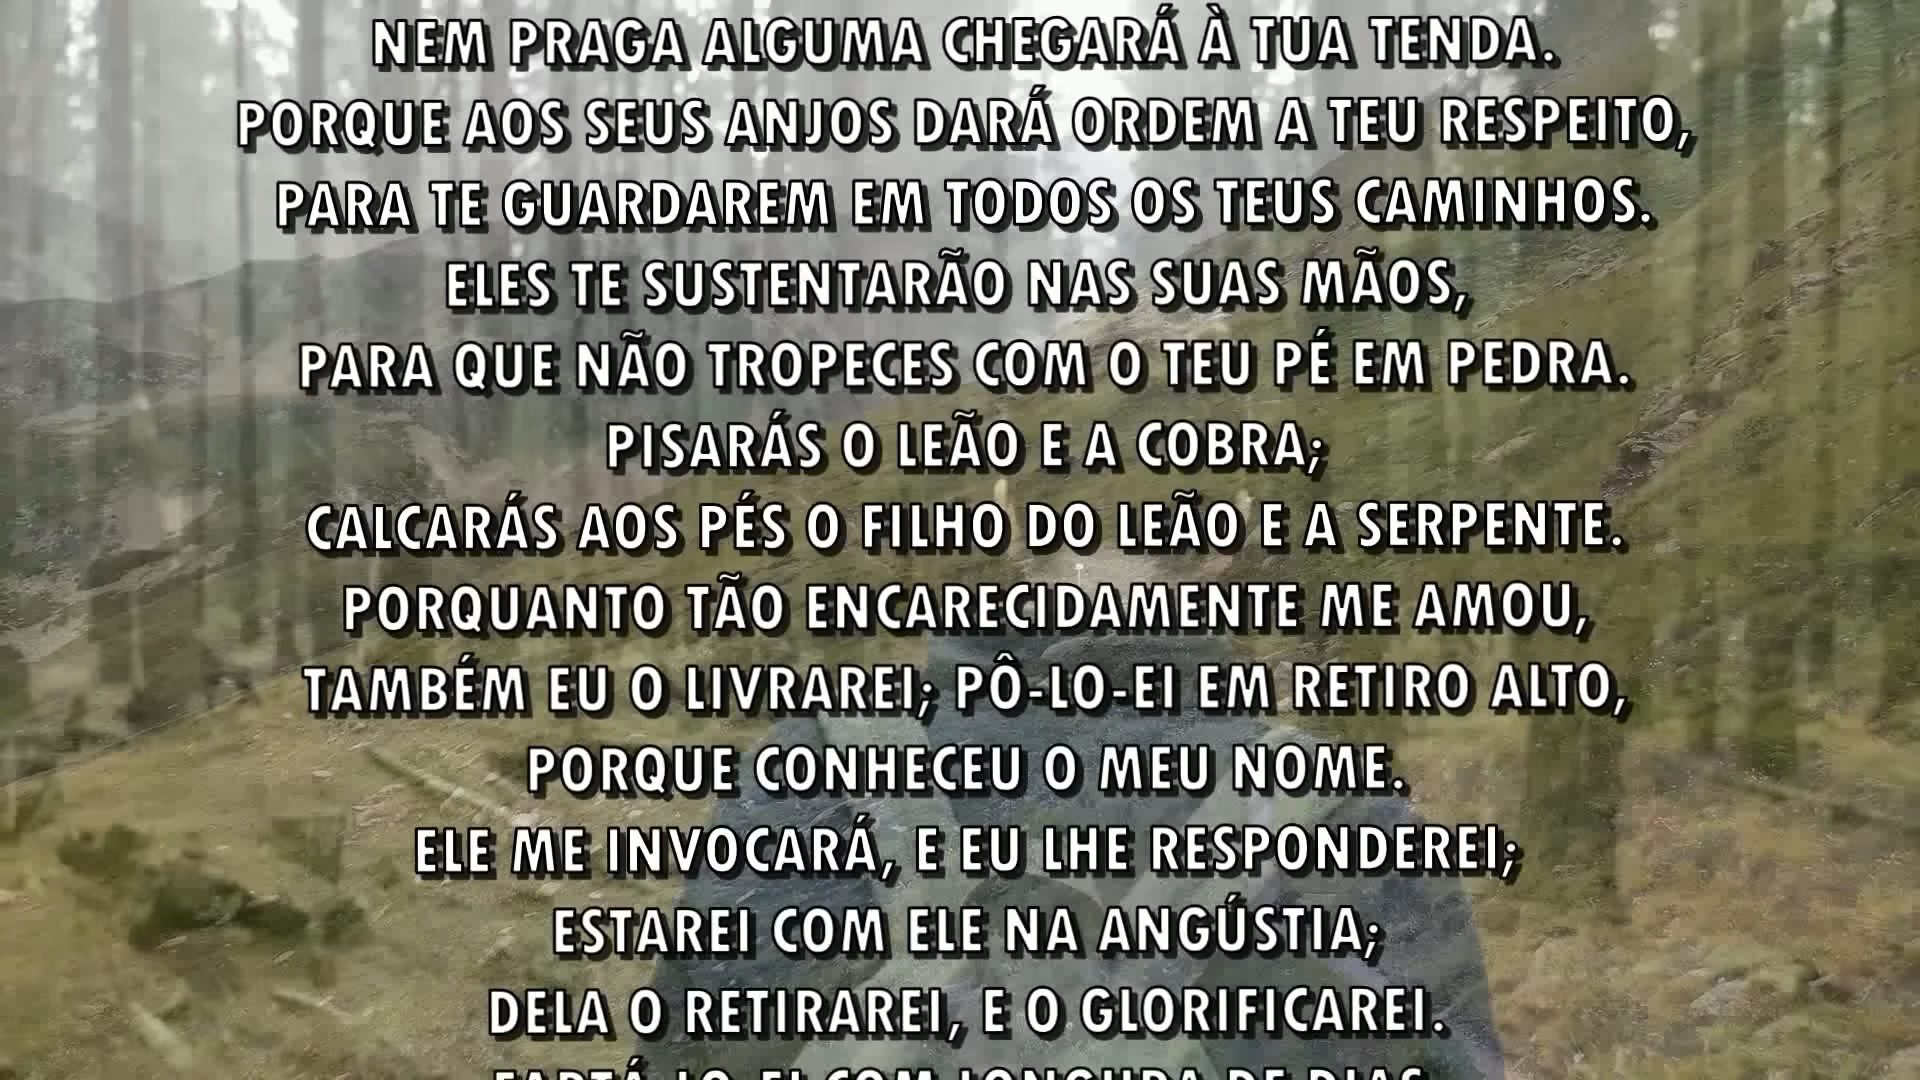 NEM PRAGA ALGUMA CHEGARÁ À TUA TENDA.
PORQUE AOS SEUS ANJOS DARÁ ORDEM A TEU RESPEITO,
PARA TE GUARDAREM EM TODOS OS TEUS CAMINHOS.
ELES TE SUSTENTARÃO NAS SUAS MÃOS,
PARA QUE NÃO TROPECES COM O TEU PÉ EM PEDRA.
PISARÁS O LEÃO E A COBRA;
CALCARÁS AOS PÉS O FILHO DO LEÃO E A SERPENTE.
PORQUANTO TÃO ENCARECIDAMENTE ME AMOU,
TAMBÉM EU O LIVRAREI; PÔ-LO-EI EM RETIRO ALTO,
PORQUE CONHECEU O MEU NOME.
ELE ME INVOCARÁ, E EU LHE RESPONDEREI;
ESTAREI COM ELE NA ANGÚSTIA;
DELA O RETIRAREI, E O GLORIFICAREI.